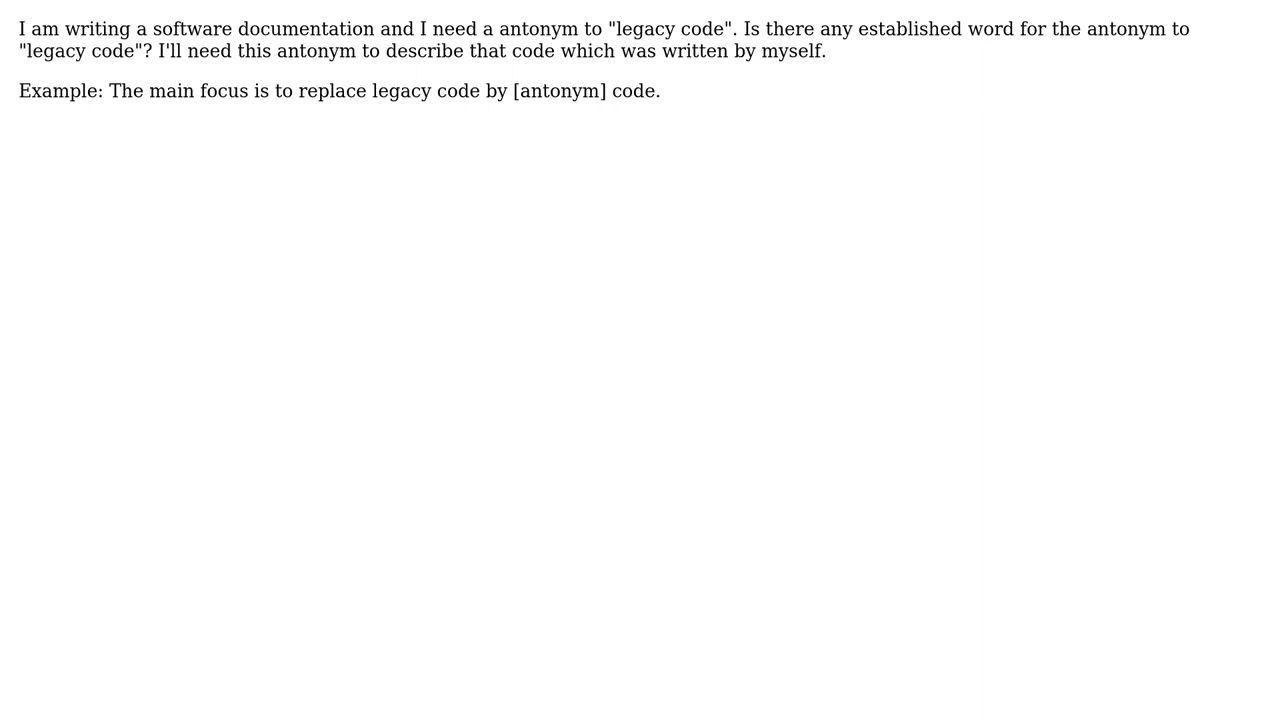 I am writing a software documentation and I need a antonym to "legacy code". Is there any established word for the antonym to
"legacy code"? I'll need this antonym to describe that code which was written by myself.
Example: The main focus is to replace legacy code by [antonym] code.